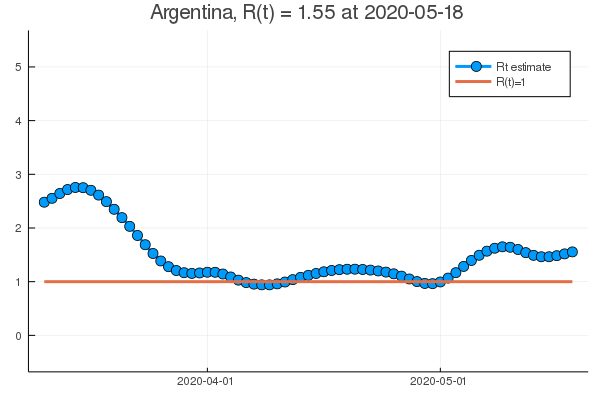 Argentina, R(t) = 1.55 at 2020-05-18
Rt estimate
R(t)=1
5
4
3
2
1
0
2020-04-01
2020-05-01